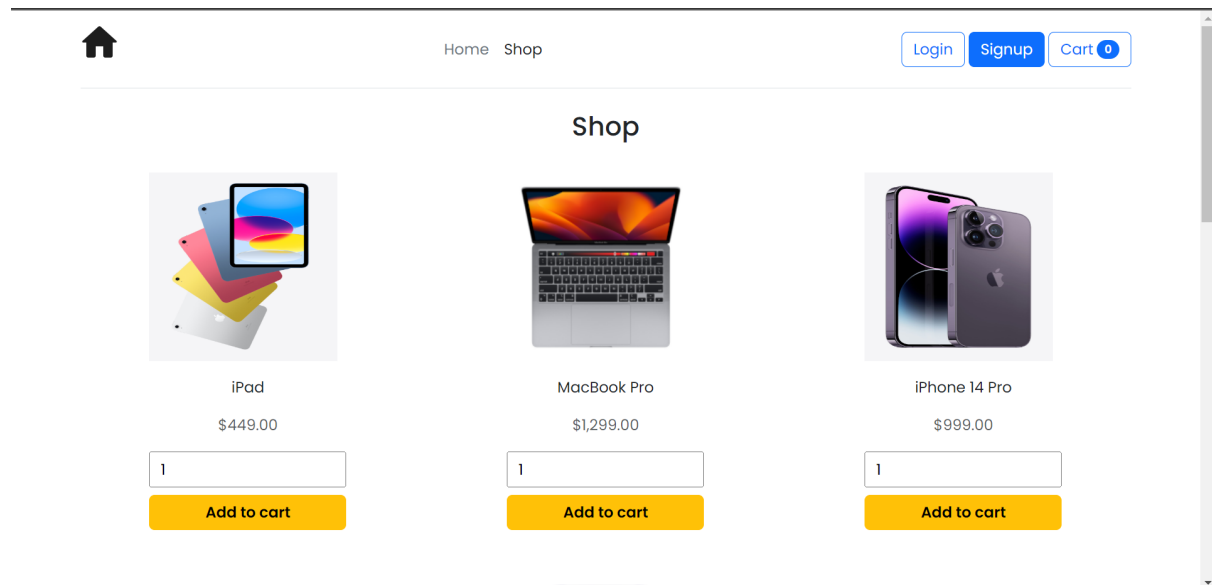 Home Shop
Login Signup Cart 0
Shop
iPad
$449.00
1
Add to cart
MacBook Pro
$1,299.00
1
Add to cart
iPhone 14 Pro
$999.00
1
Add to cart